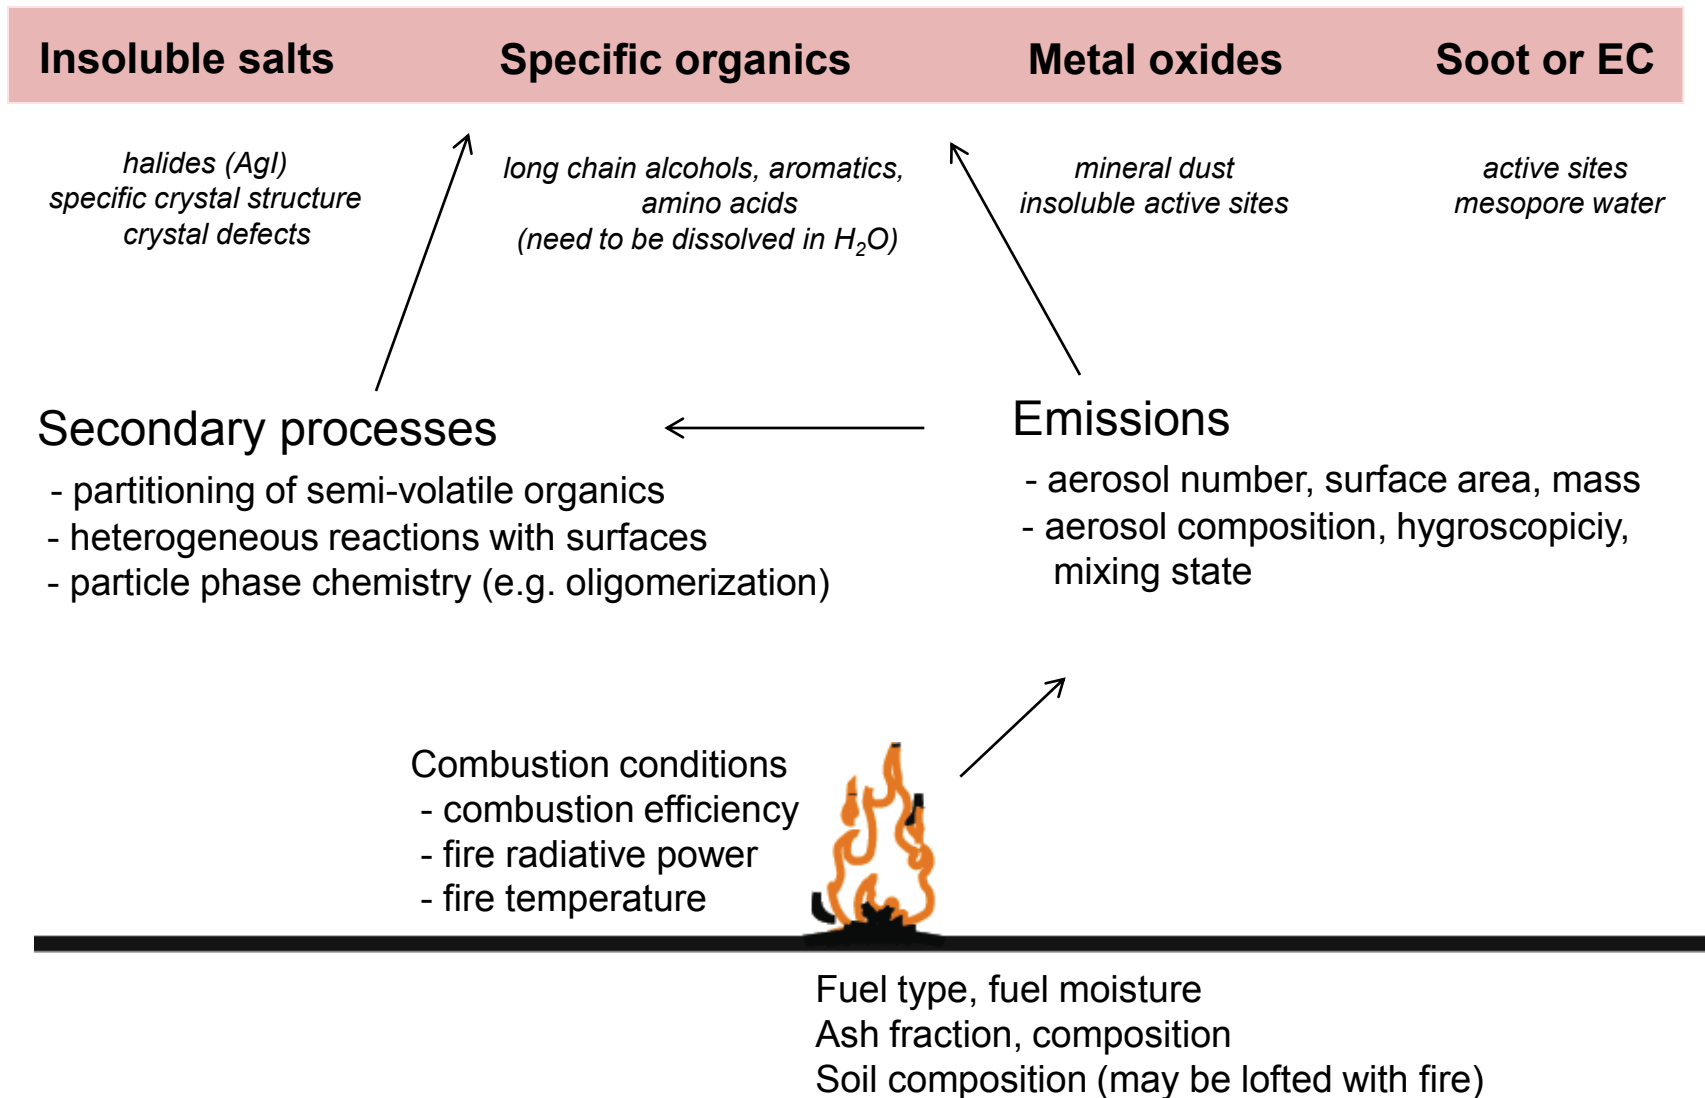 Insoluble salts Specific organics Metal oxides Soot or EC
halides (AgI)
specific crystal structure
crystal defects
long chain alcohols, aromatics,
amino acids
(need to be dissolved in H₂O)
mineral dust
insoluble active sites
active sites
mesopore water
Secondary processes
- partitioning of semi-volatile organics
- heterogeneous reactions with surfaces
- particle phase chemistry (e.g. oligomerization)
Emissions
- aerosol number, surface area, mass
- aerosol composition, hygroscopiciy,
mixing state
Combustion conditions
- combustion efficiency
- fire radiative power
- fire temperature
Fuel type, fuel moisture
Ash fraction, composition
Soil composition (may be lofted with fire)